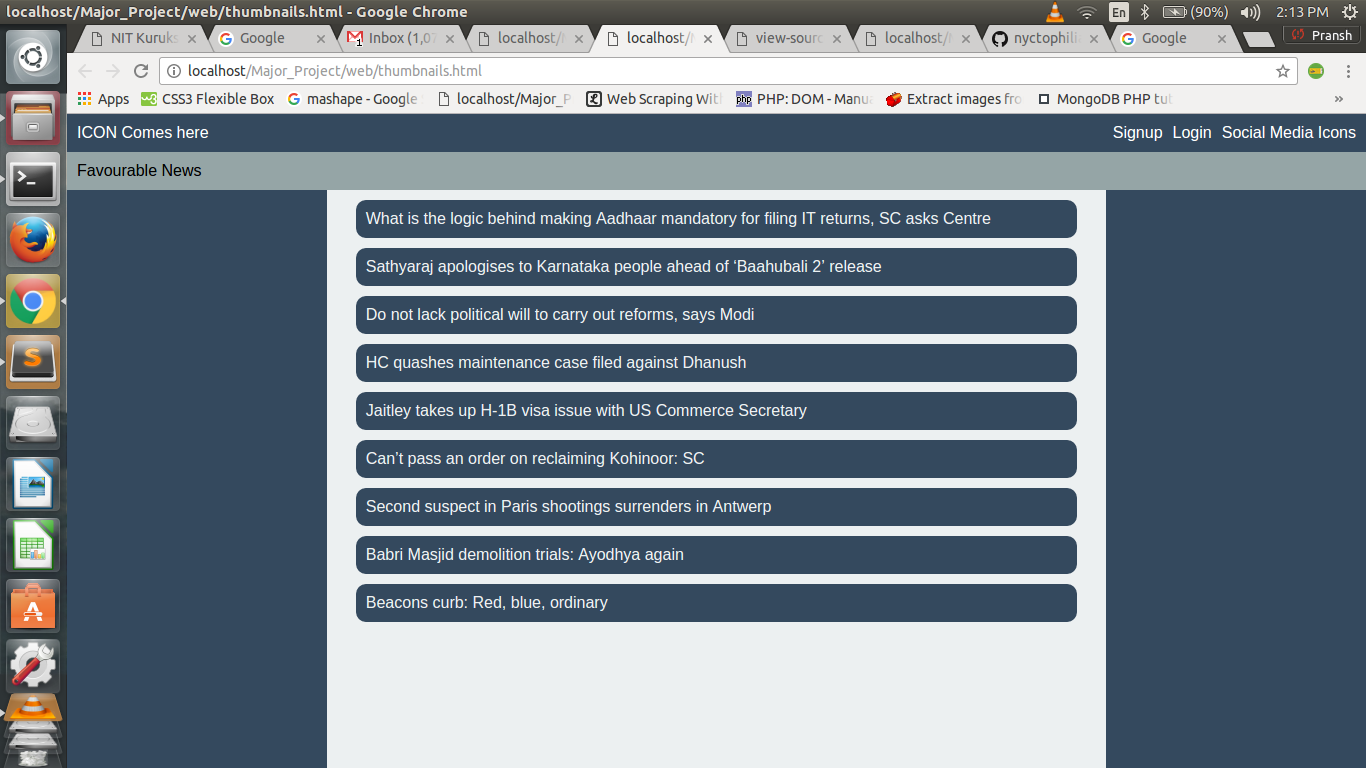 localhost/Major_Project/web/thumbnails.html - Google Chrome
En (90%) 2:13 PM
NIT Kuruks Google Inbox (1,07 localhost/ localhost/ view-sourc localhost/ nyctophili Google Pransh
localhost/Major_Project/web/thumbnails.html
Apps CSS3 Flexible Box mashape - Google localhost/Major_P Web Scraping Wit php PHP: DOM - Manua Extract images fro MongoDB PHP tut »
ICON Comes here Signup Login Social Media Icons
Favourable News
What is the logic behind making Aadhaar mandatory for filing IT returns, SC asks Centre
Sathyaraj apologises to Karnataka people ahead of ‘Baahubali 2’ release
Do not lack political will to carry out reforms, says Modi
HC quashes maintenance case filed against Dhanush
Jaitley takes up H-1B visa issue with US Commerce Secretary
Can’t pass an order on reclaiming Kohinoor: SC
Second suspect in Paris shootings surrenders in Antwerp
Babri Masjid demolition trials: Ayodhya again
Beacons curb: Red, blue, ordinary